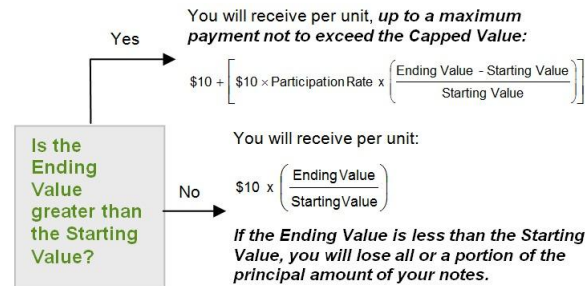 You will receive per unit, up to a maximum
payment not to exceed the Capped Value:
Yes
$10 + [$10 × Participation Rate x (Ending Value - Starting Value / Starting Value)]
Is the
Ending
Value
greater than
the Starting
Value?
No
You will receive per unit:
$10 x (Ending Value / Starting Value)
If the Ending Value is less than the Starting
Value, you will lose all or a portion of the
principal amount of your notes.